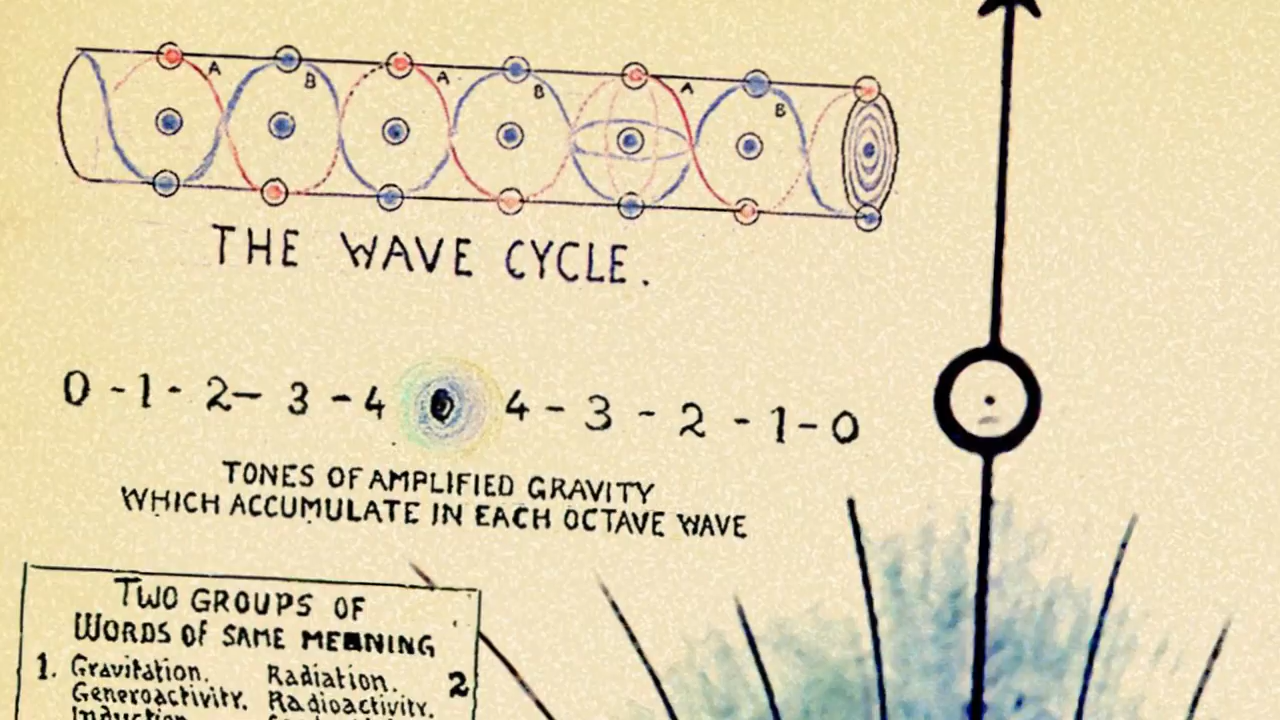 A B A B A B
THE WAVE CYCLE.
0 - 1 - 2 - 3 - 4 4 - 3 - 2 - 1 - 0
TONES OF AMPLIFIED GRAVITY
WHICH ACCUMULATE IN EACH OCTAVE WAVE
TWO GROUPS OF
WORDS OF SAME MEANING
1. Gravitation. Radiation. 2
Generoactivity. Radioactivity.
Induction